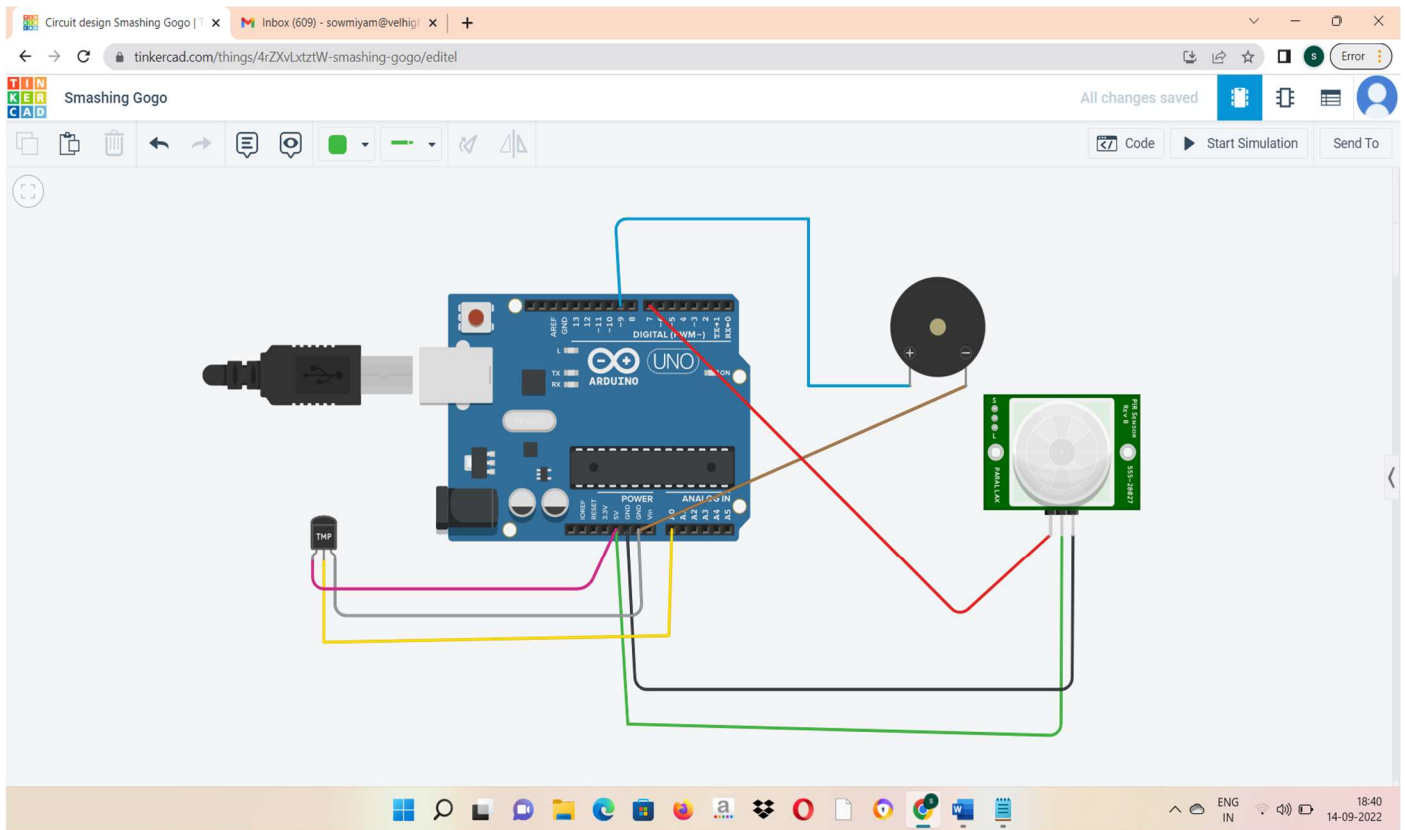 Circuit design Smashing Gogo | T
Inbox (609) - sowmiyam@velhigh
tinkercad.com/things/4rZXvLxtztW-smashing-gogo/editel
S
Error
TIN
KER
CAD
Smashing Gogo
All changes saved
Code
Start Simulation
Send To
AREF
GND
13
12
~11
~10
~9
8
7
~6
~5
4
~3
2
TX→1
RX←0
DIGITAL (PWM~)
L
TX
RX
ARDUINO
UNO
ON
POWER
ANALOG IN
IOREF
RESET
3.3V
5V
GND
GND
Vin
A0
A1
A2
A3
A4
A5
TMP
S
L
PARALLAX
PIR SENSOR
REV B
555-28027
ENG
IN
18:40
14-09-2022